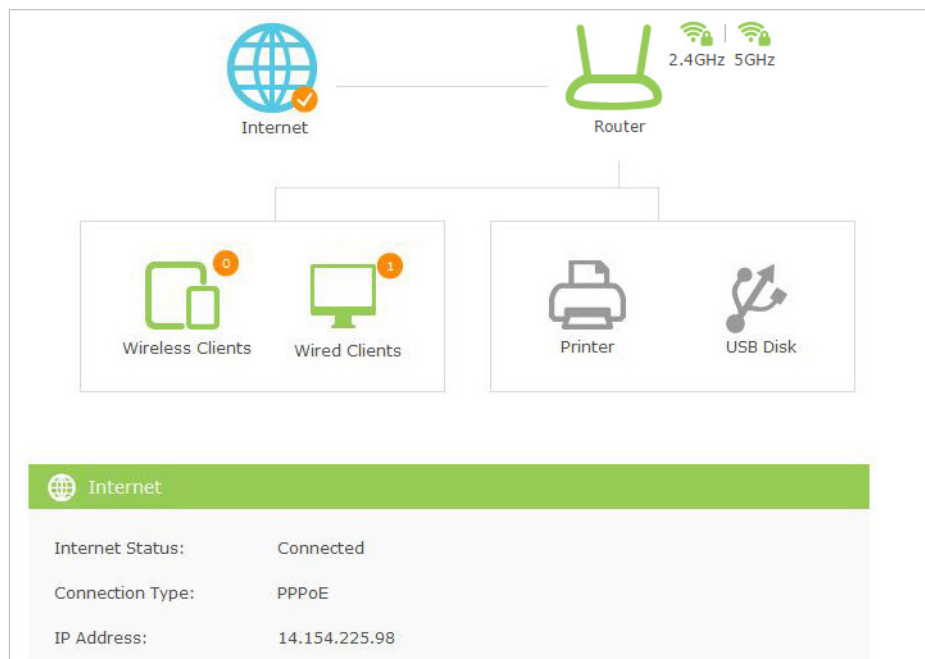 2.4GHz 5GHz
Internet
Router
0
1
Wireless Clients
Wired Clients
Printer
USB Disk
Internet
Internet Status: Connected
Connection Type: PPPoE
IP Address: 14.154.225.98